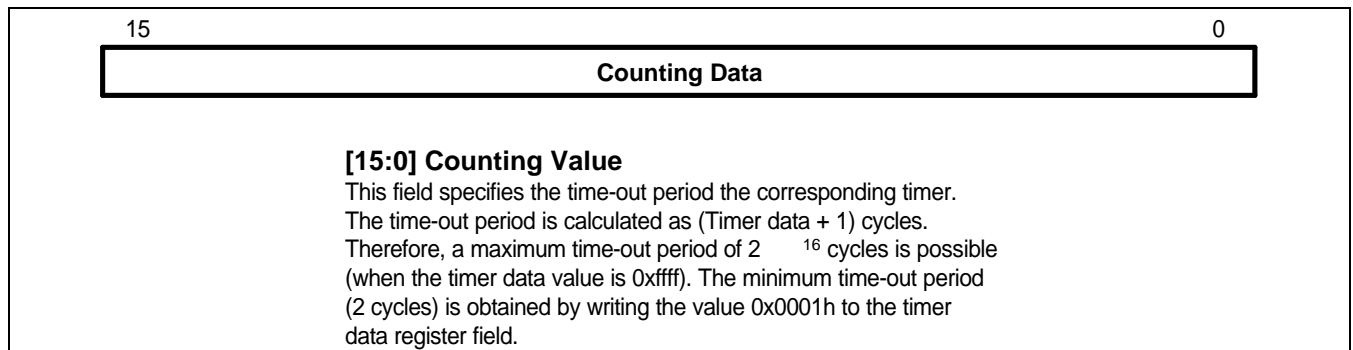 15 0
Counting Data
[15:0] Counting Value
This field specifies the time-out period the corresponding timer.
The time-out period is calculated as (Timer data + 1) cycles.
Therefore, a maximum time-out period of 2 16 cycles is possible
(when the timer data value is 0xffff). The minimum time-out period
(2 cycles) is obtained by writing the value 0x0001h to the timer
data register field.